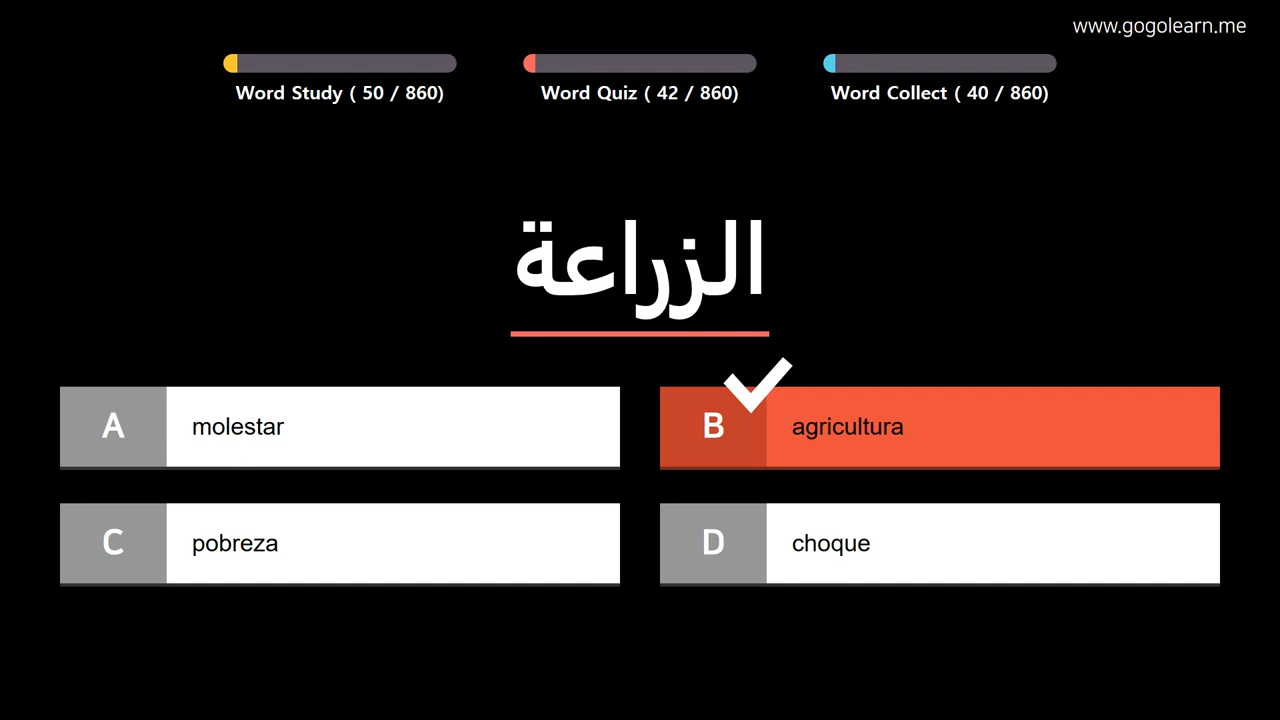 www.gogolearn.me
Word Study ( 50 / 860)
Word Quiz ( 42 / 860)
Word Collect ( 40 / 860)
الزراعة
A molestar
B agricultura
C pobreza
D choque